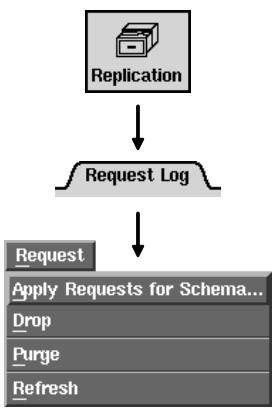 Replication
Request Log
Request
Apply Requests for Schema...
Drop
Purge
Refresh